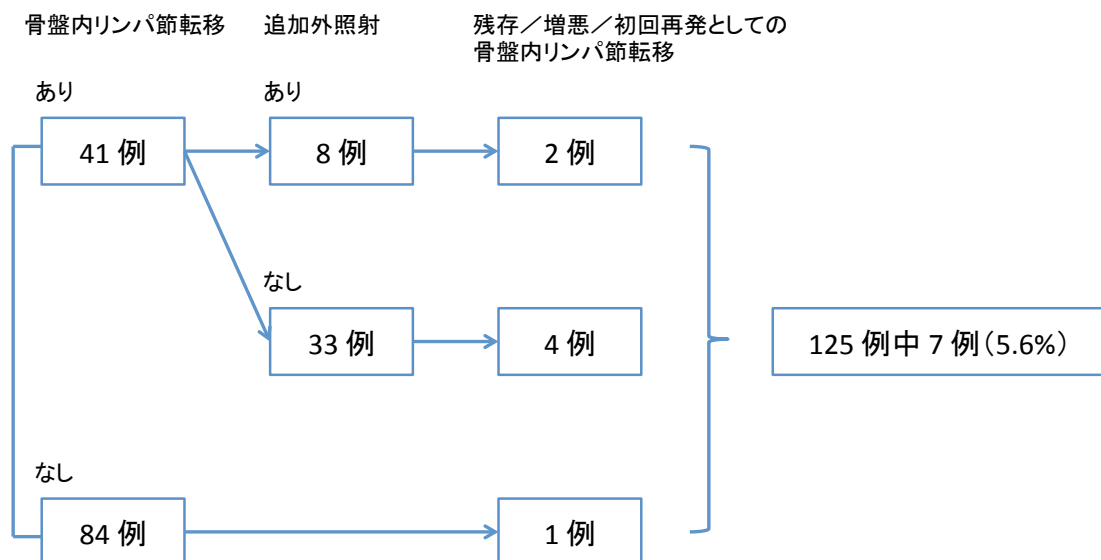 骨盤内リンパ節転移
追加外照射
残存／増悪／初回再発としての
骨盤内リンパ節転移
あり
あり
41 例
8 例
2 例
なし
33 例
4 例
125 例中 7 例（5.6%）
なし
84 例
1 例